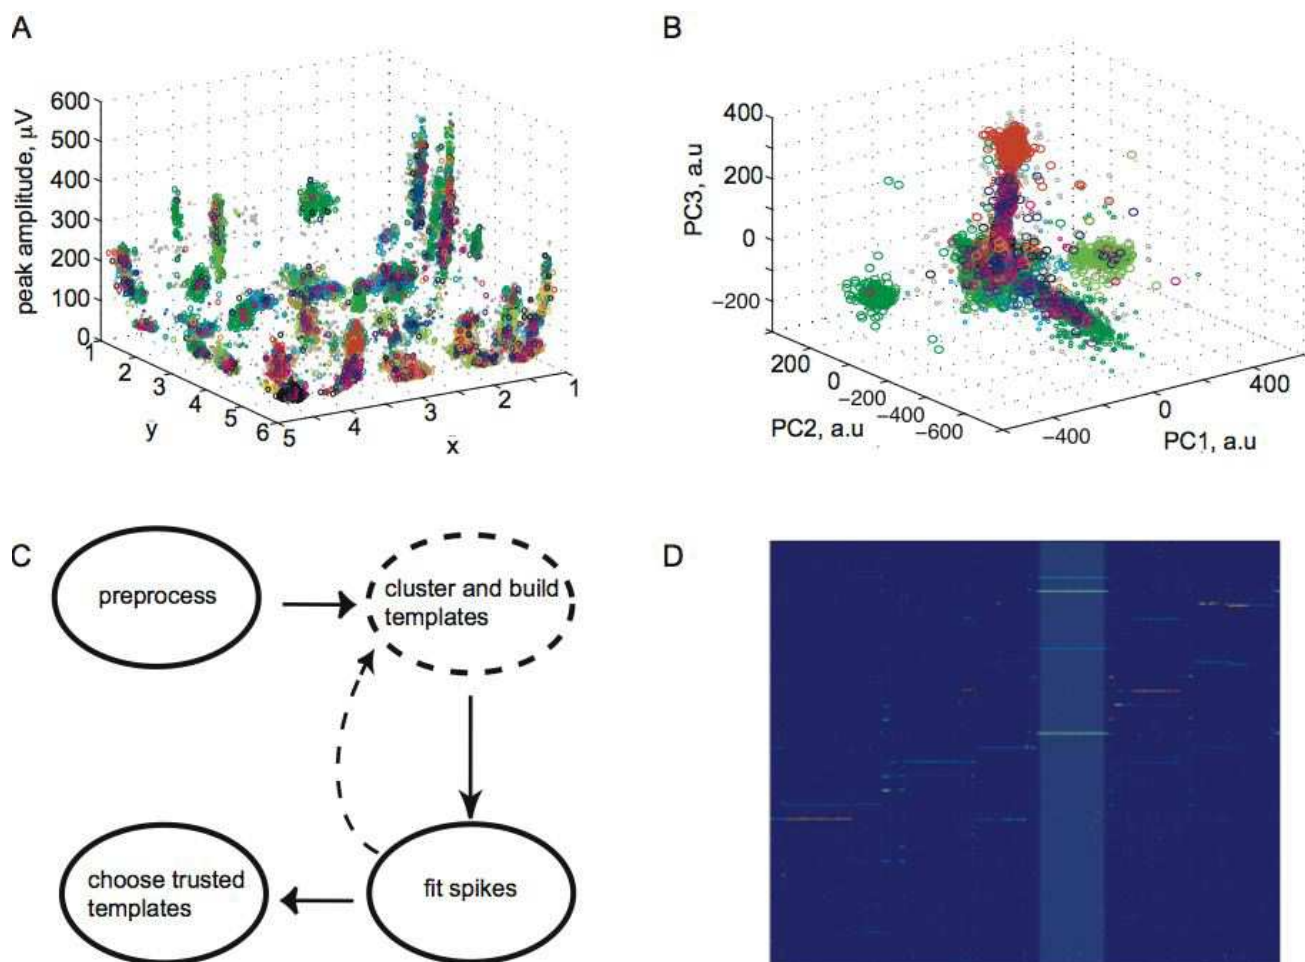 A
B
peak amplitude, µV
600
500
400
300
200
100
0
1
2
3
4
5
6
ȳ
5
4
3
2
1
x̄
PC3, a.u
400
200
0
−200
200
0
−200
−400
−600
PC2, a.u
−400
0
400
PC1, a.u
C
D
preprocess
cluster and build
templates
choose trusted
templates
fit spikes